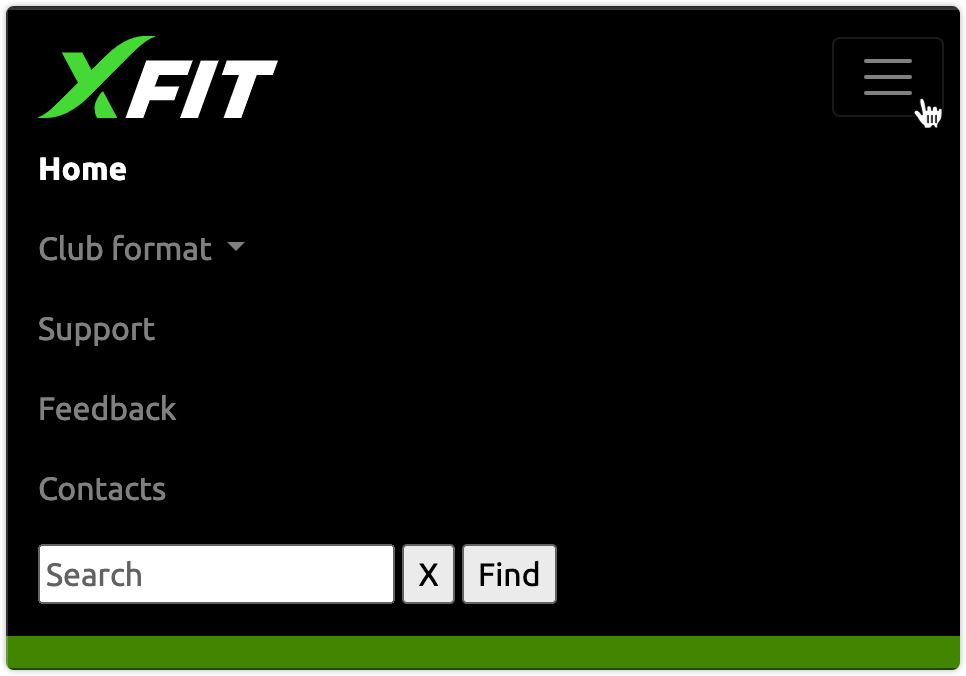 XFIT
Home
Club format
Support
Feedback
Contacts
Search X Find